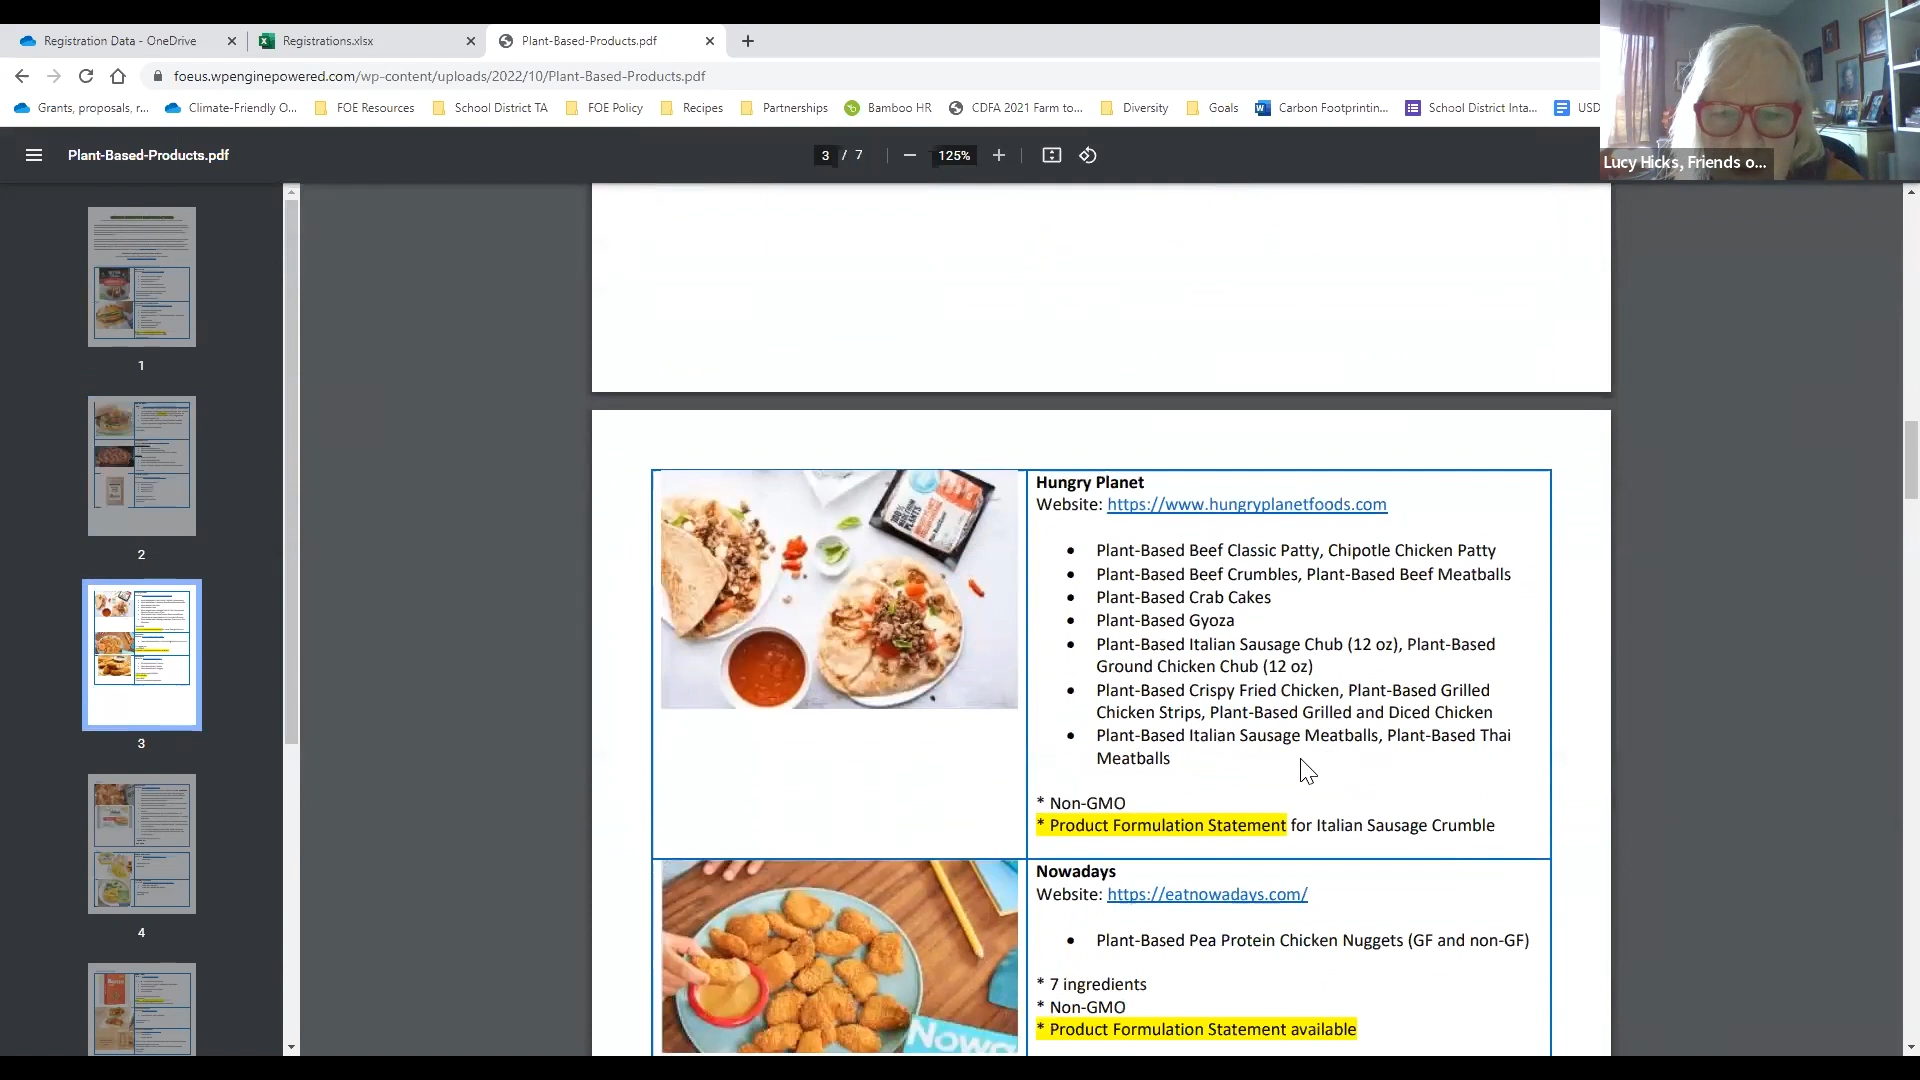 Registration Data - OneDrive
Registrations.xlsx
Plant-Based-Products.pdf
foeus.wpenginepowered.com/wp-content/uploads/2022/10/Plant-Based-Products.pdf
Grants, proposals, r...
Climate-Friendly O...
FOE Resources
School District TA
FOE Policy
Recipes
Partnerships
Bamboo HR
CDFA 2021 Farm to...
Diversity
Goals
Carbon Footprintin...
School District Inta...
USD
Lucy Hicks, Friends o...
Plant-Based-Products.pdf
3 / 7
125%
1
2
3
4
Hungry Planet
Website: https://www.hungryplanetfoods.com
• Plant-Based Beef Classic Patty, Chipotle Chicken Patty
• Plant-Based Beef Crumbles, Plant-Based Beef Meatballs
• Plant-Based Crab Cakes
• Plant-Based Gyoza
• Plant-Based Italian Sausage Chub (12 oz), Plant-Based
Ground Chicken Chub (12 oz)
• Plant-Based Crispy Fried Chicken, Plant-Based Grilled
Chicken Strips, Plant-Based Grilled and Diced Chicken
• Plant-Based Italian Sausage Meatballs, Plant-Based Thai
Meatballs
* Non-GMO
* Product Formulation Statement for Italian Sausage Crumble
Nowadays
Website: https://eatnowadays.com/
• Plant-Based Pea Protein Chicken Nuggets (GF and non-GF)
* 7 ingredients
* Non-GMO
* Product Formulation Statement available